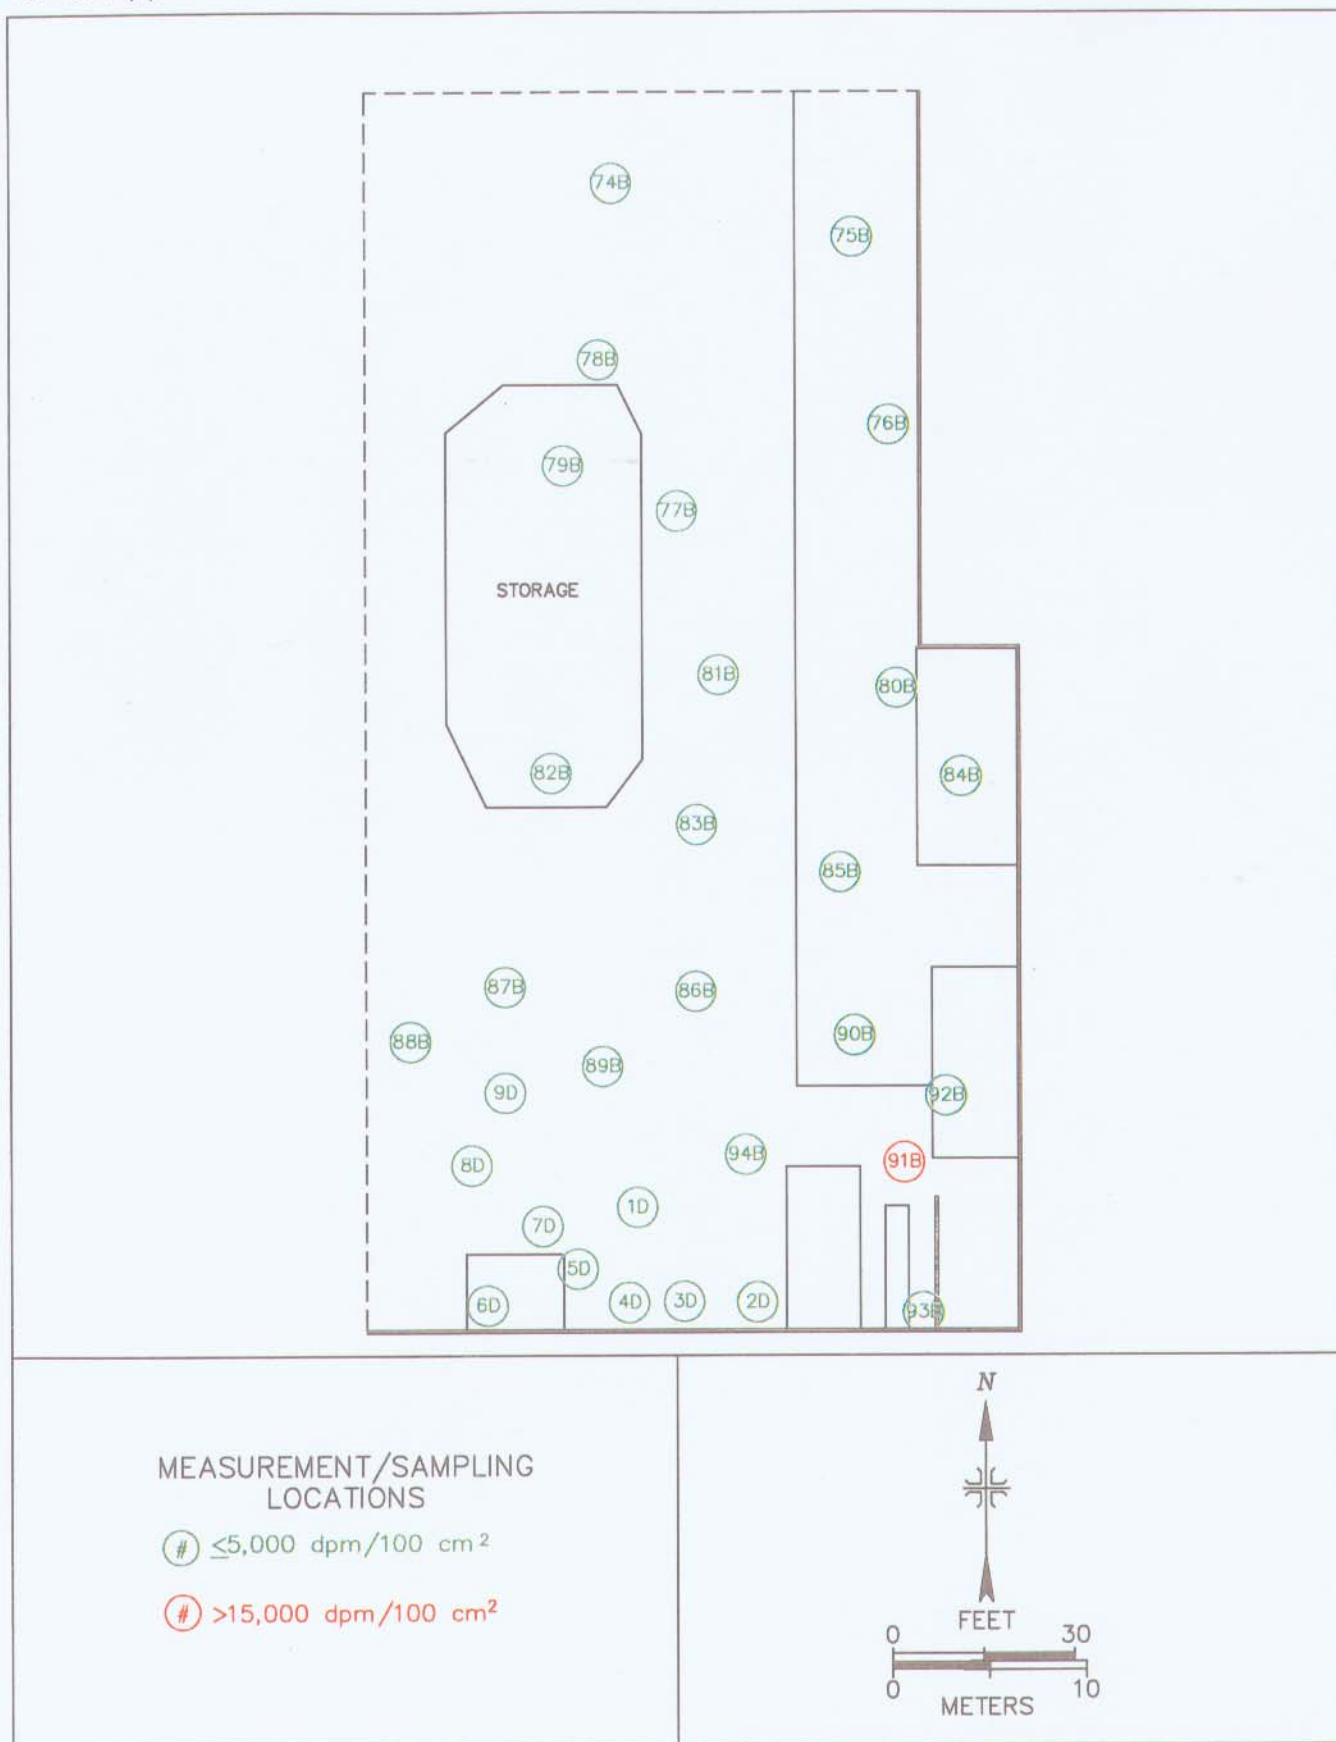 74B
75B
78B
76B
79B
77B
STORAGE
81B
80B
82B
84B
83B
85B
87B
86B
88B
90B
89B
9D
92B
94B
91B
8D
1D
7D
5D
6D
4D
3D
2D
93B
MEASUREMENT/SAMPLING
LOCATIONS
# ≤5,000 dpm/100 cm²
# >15,000 dpm/100 cm²
N
FEET
0 30
0 10
METERS